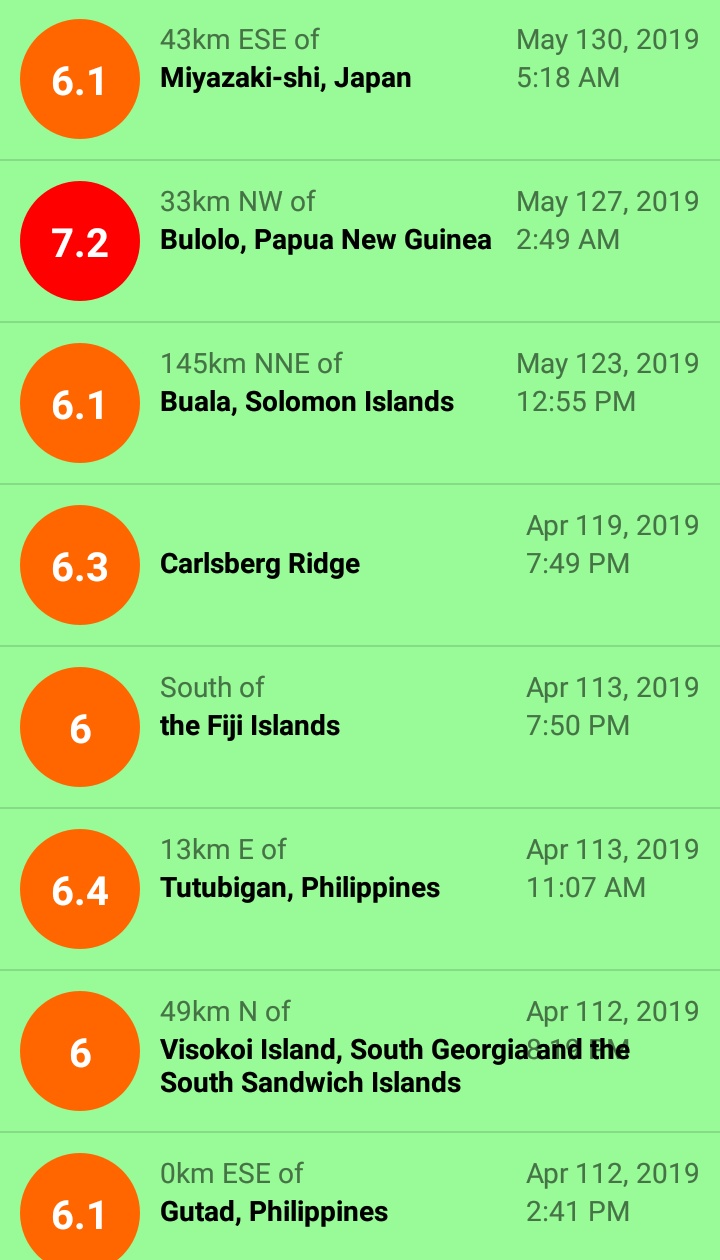 6.1
43km ESE of
Miyazaki-shi, Japan
May 130, 2019
5:18 AM
7.2
33km NW of
Bulolo, Papua New Guinea
May 127, 2019
2:49 AM
6.1
145km NNE of
Buala, Solomon Islands
May 123, 2019
12:55 PM
6.3
Carlsberg Ridge
Apr 119, 2019
7:49 PM
6
South of
the Fiji Islands
Apr 113, 2019
7:50 PM
6.4
13km E of
Tutubigan, Philippines
Apr 113, 2019
11:07 AM
6
49km N of
Visokoi Island, South Georgia and the
South Sandwich Islands
Apr 112, 2019
PM
6.1
0km ESE of
Gutad, Philippines
Apr 112, 2019
2:41 PM